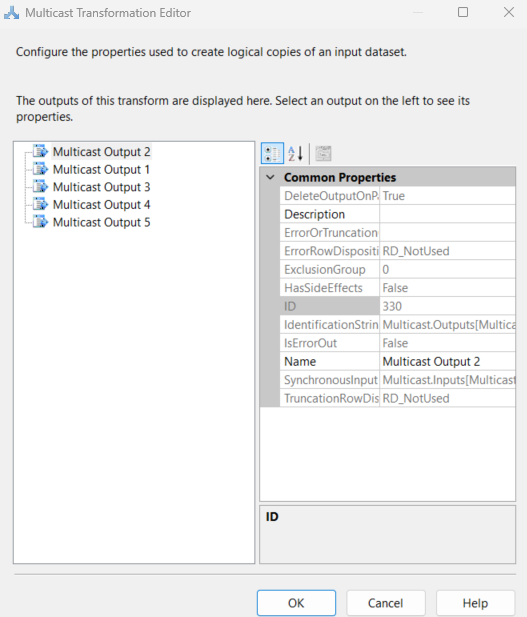 Multicast Transformation Editor
Configure the properties used to create logical copies of an input dataset.
The outputs of this transform are displayed here. Select an output on the left to see its
properties.
Multicast Output 2
Multicast Output 1
Multicast Output 3
Multicast Output 4
Multicast Output 5
A Z
Common Properties
DeleteOutputOnPa True
Description
ErrorOrTruncation
ErrorRowDispositi RD_NotUsed
ExclusionGroup 0
HasSideEffects False
ID 330
IdentificationStrin Multicast.Outputs[Multica
IsErrorOut False
Name Multicast Output 2
SynchronousInput Multicast.Inputs[Multicast
TruncationRowDis RD_NotUsed
ID
OK Cancel Help